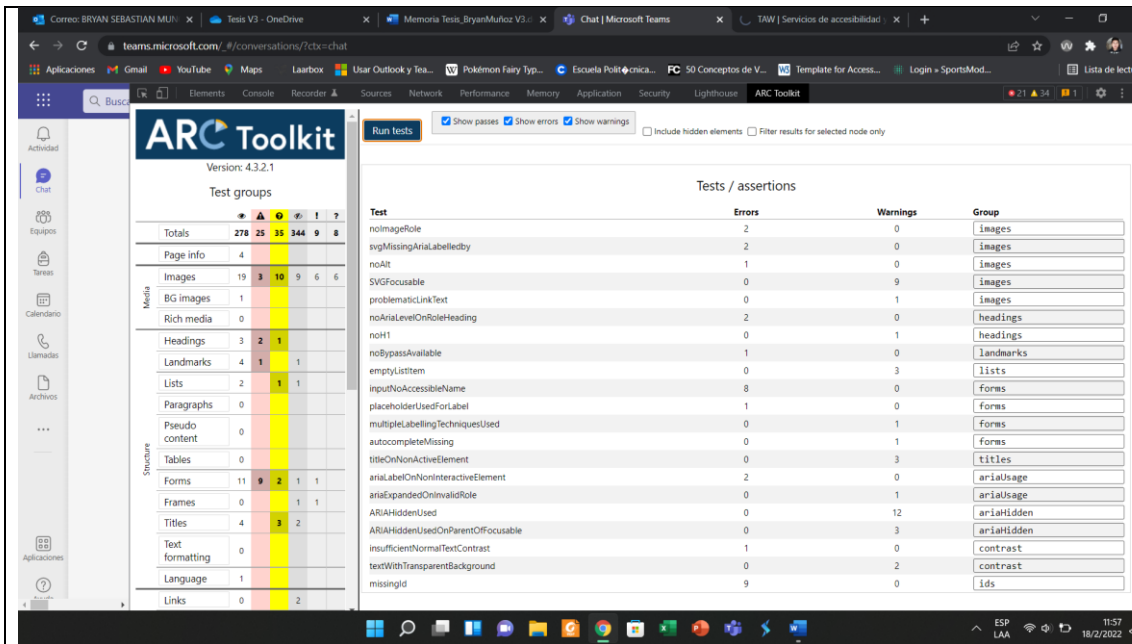 Correo: BRYAN SEBASTIAN MUN
Tesis V3 - OneDrive
Memoria Tesis_BryanMuñoz V3.d
Chat | Microsoft Teams
TAW | Servicios de accesibilidad
teams.microsoft.com/_#/conversations/?ctx=chat
Aplicaciones Gmail YouTube Maps Laarbox Usar Outlook y Tea... Pokémon Fairy Typ... Escuela Polit�cnica... 50 Conceptos de V... Template for Access... Login » SportsMod... Lista de lect
Busca
Elements Console Recorder Sources Network Performance Memory Application Security Lighthouse ARC Toolkit 21 34 1
Actividad
Chat
Equipos
Tareas
Calendario
Llamadas
Archivos
Aplicaciones
ARC Toolkit
Version: 4.3.2.1
Test groups
! ?
Totals 278 25 35 344 9 8
Page info 4
Media
Images 19 3 10 9 6 6
BG images 1
Rich media 0
Structure
Headings 3 2 1
Landmarks 4 1 1
Lists 2 1 1
Paragraphs 0
Pseudo content 0
Tables 0
Forms 11 9 2 1 1
Frames 0 1 1
Titles 4 3 2
Text formatting 0
Language 1
Links 0 2
Run tests Show passes Show errors Show warnings Include hidden elements Filter results for selected node only
Tests / assertions
Test Errors Warnings Group
noImageRole 2 0 images
svgMissingAriaLabelledby 2 0 images
noAlt 1 0 images
SVGFocusable 0 9 images
problematicLinkText 0 1 images
noAriaLevelOnRoleHeading 2 0 headings
noH1 0 1 headings
noBypassAvailable 1 0 landmarks
emptyListItem 0 3 lists
inputNoAccessibleName 8 0 forms
placeholderUsedForLabel 1 0 forms
multipleLabellingTechniquesUsed 0 1 forms
autocompleteMissing 0 1 forms
titleOnNonActiveElement 0 3 titles
ariaLabelOnNonInteractiveElement 2 0 ariaUsage
ariaExpandedOnInvalidRole 0 1 ariaUsage
ARIAHiddenUsed 0 12 ariaHidden
ARIAHiddenUsedOnParentOfFocusable 0 3 ariaHidden
insufficientNormalTextContrast 1 0 contrast
textWithTransparentBackground 0 2 contrast
missingId 9 0 ids
ESP
LAA
11:57
18/2/2022